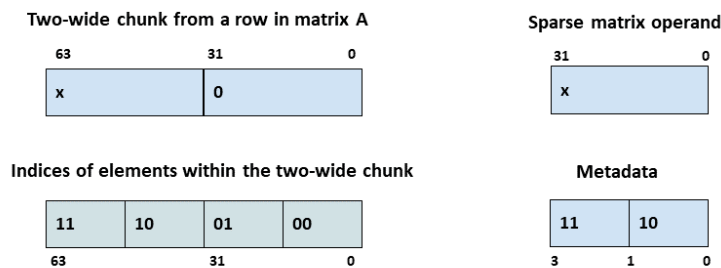 Two-wide chunk from a row in matrix A
63 31 0
x 0
Sparse matrix operand
31 0
x
Indices of elements within the two-wide chunk
11 10 01 00
63 31 0
Metadata
11 10
3 1 0